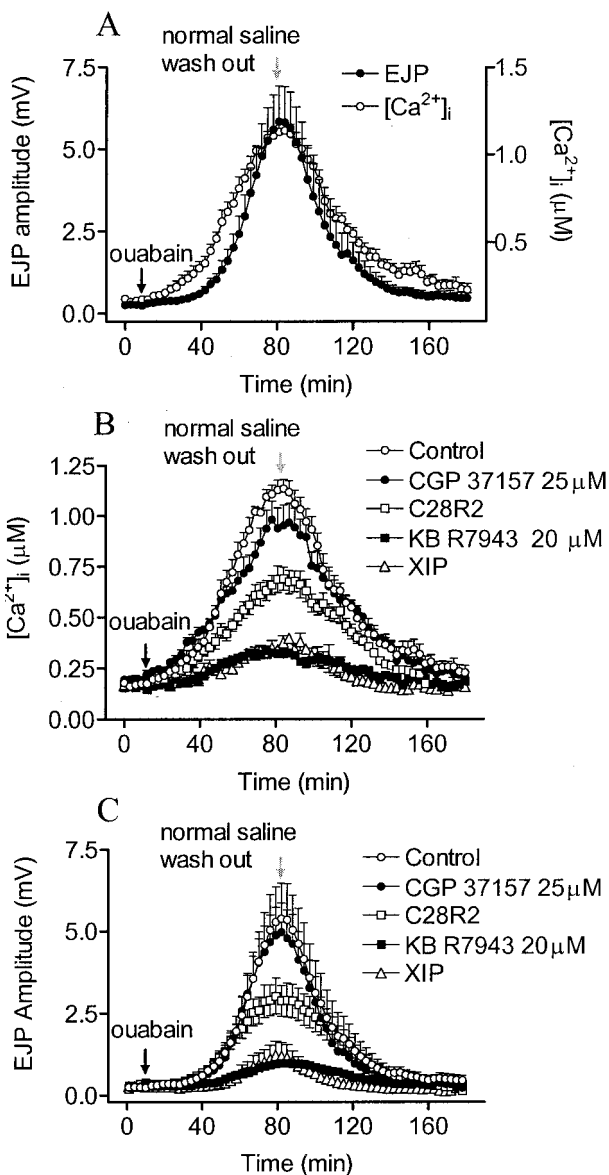 A
normal saline
wash out
EJP
[Ca²⁺]ᵢ
7.5
5.0
2.5
0.0
1.5
1.0
0.5
EJP amplitude (mV)
[Ca²⁺]ᵢ (μM)
ouabain
0 40 80 120 160
Time (min)
B
normal saline
wash out
Control
CGP 37157 25 μM
C28R2
KB R7943 20 μM
XIP
1.25
1.00
0.75
0.50
0.25
0.00
[Ca²⁺]ᵢ (μM)
ouabain
0 40 80 120 160
Time (min)
C
normal saline
wash out
Control
CGP 37157 25μM
C28R2
KB R7943 20μM
XIP
7.5
5.0
2.5
0.0
EJP Amplitude (mV)
ouabain
0 40 80 120 160
Time (min)